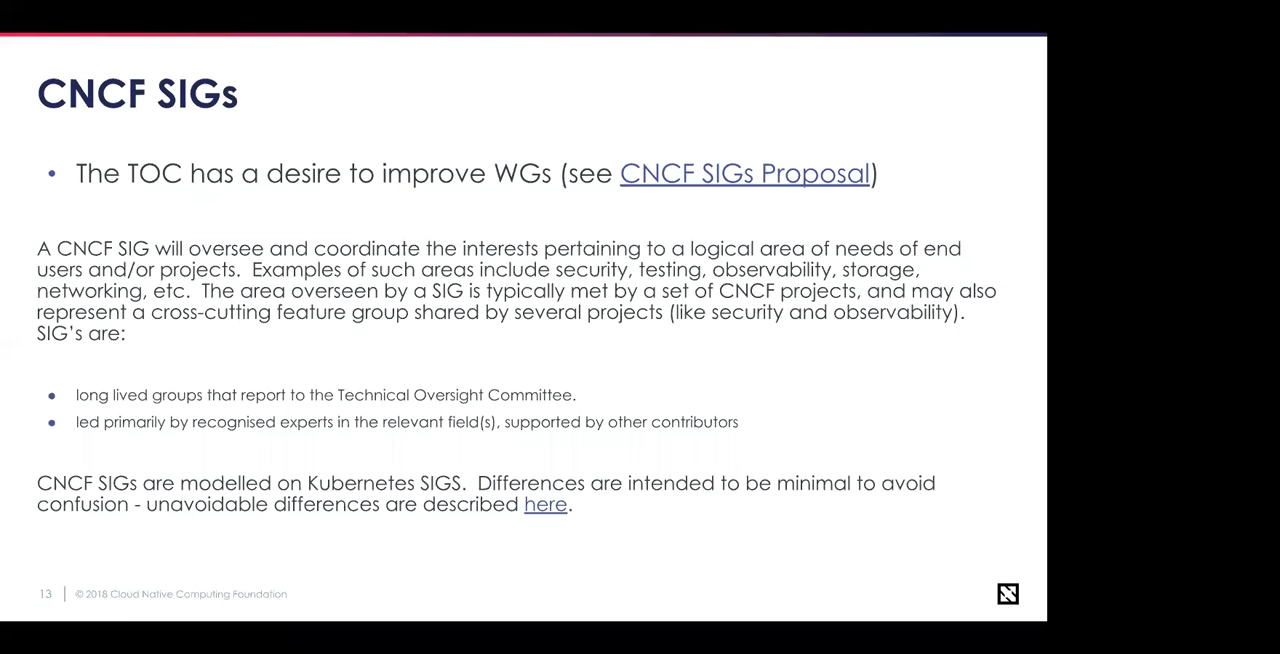 CNCF SIGs
• The TOC has a desire to improve WGs (see CNCF SIGs Proposal)
A CNCF SIG will oversee and coordinate the interests pertaining to a logical area of needs of end
users and/or projects.  Examples of such areas include security, testing, observability, storage,
networking, etc.  The area overseen by a SIG is typically met by a set of CNCF projects, and may also
represent a cross-cutting feature group shared by several projects (like security and observability).
SIG's are:
● long lived groups that report to the Technical Oversight Committee.
● led primarily by recognised experts in the relevant field(s), supported by other contributors
CNCF SIGs are modelled on Kubernetes SIGS.  Differences are intended to be minimal to avoid
confusion - unavoidable differences are described here.
13 | © 2018 Cloud Native Computing Foundation